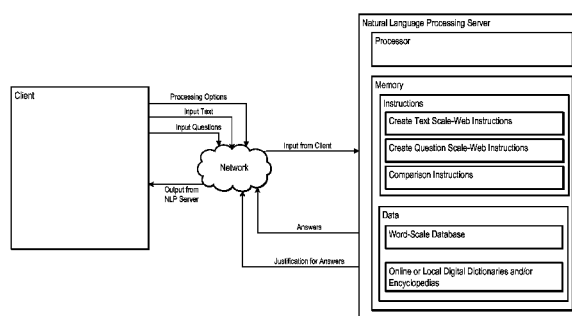 Natural Language Processing Server
Processor
Client
Memory
Processing Options
Instructions
Input Text
Create Text Scale-Web Instructions
Input Questions
Create Question Scale-Web Instructions
Input from Client
Network
Comparison Instructions
Output from
NLP Server
Data
Answers
Word-Scale Database
Justification for Answers
Online or Local Digital Dictionaries and/or
Encyclopedias